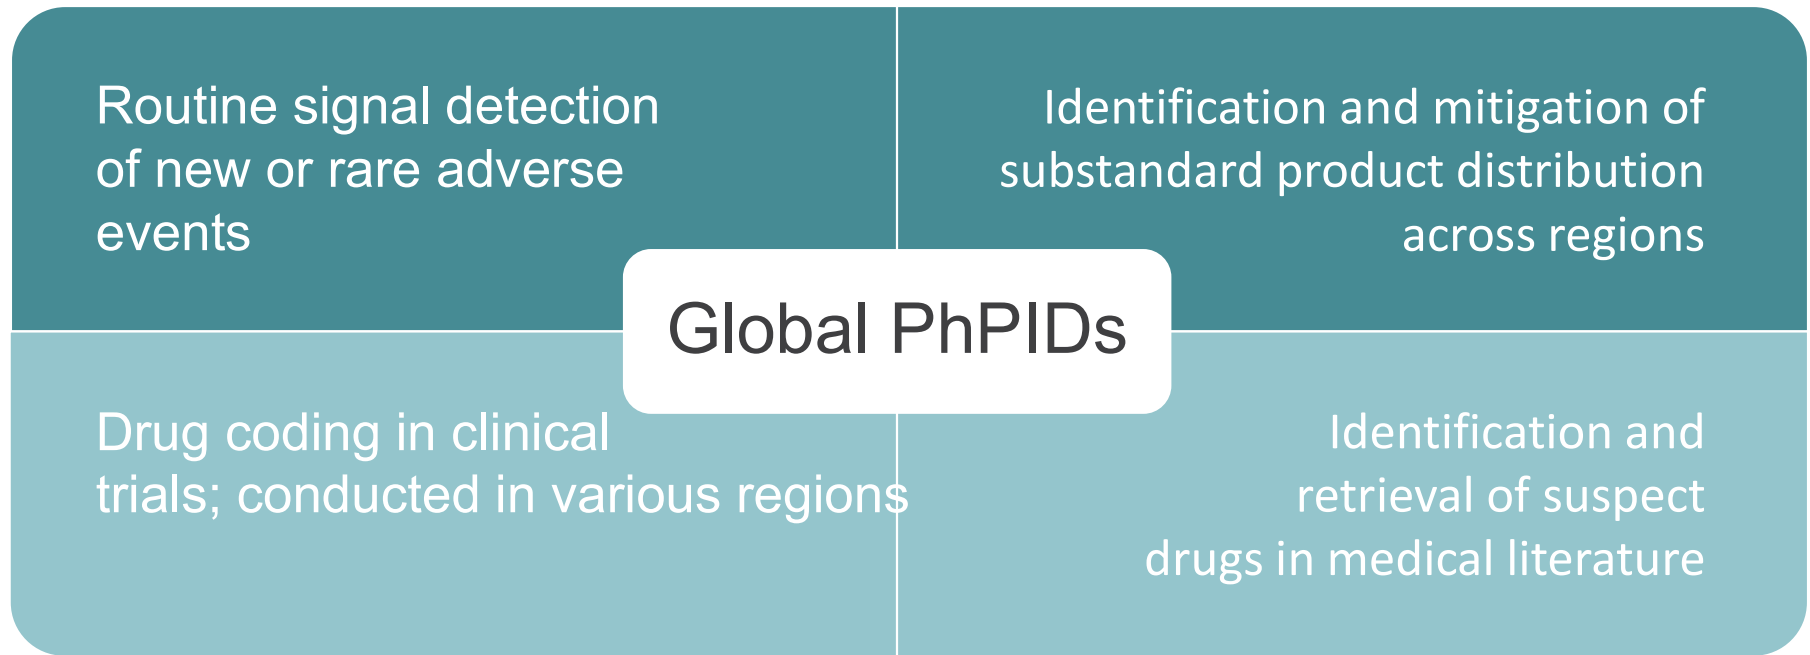 Routine signal detection
of new or rare adverse
events
Identification and mitigation of
substandard product distribution
across regions
Global PhPIDs
Drug coding in clinical
trials; conducted in various regions
Identification and
retrieval of suspect
drugs in medical literature